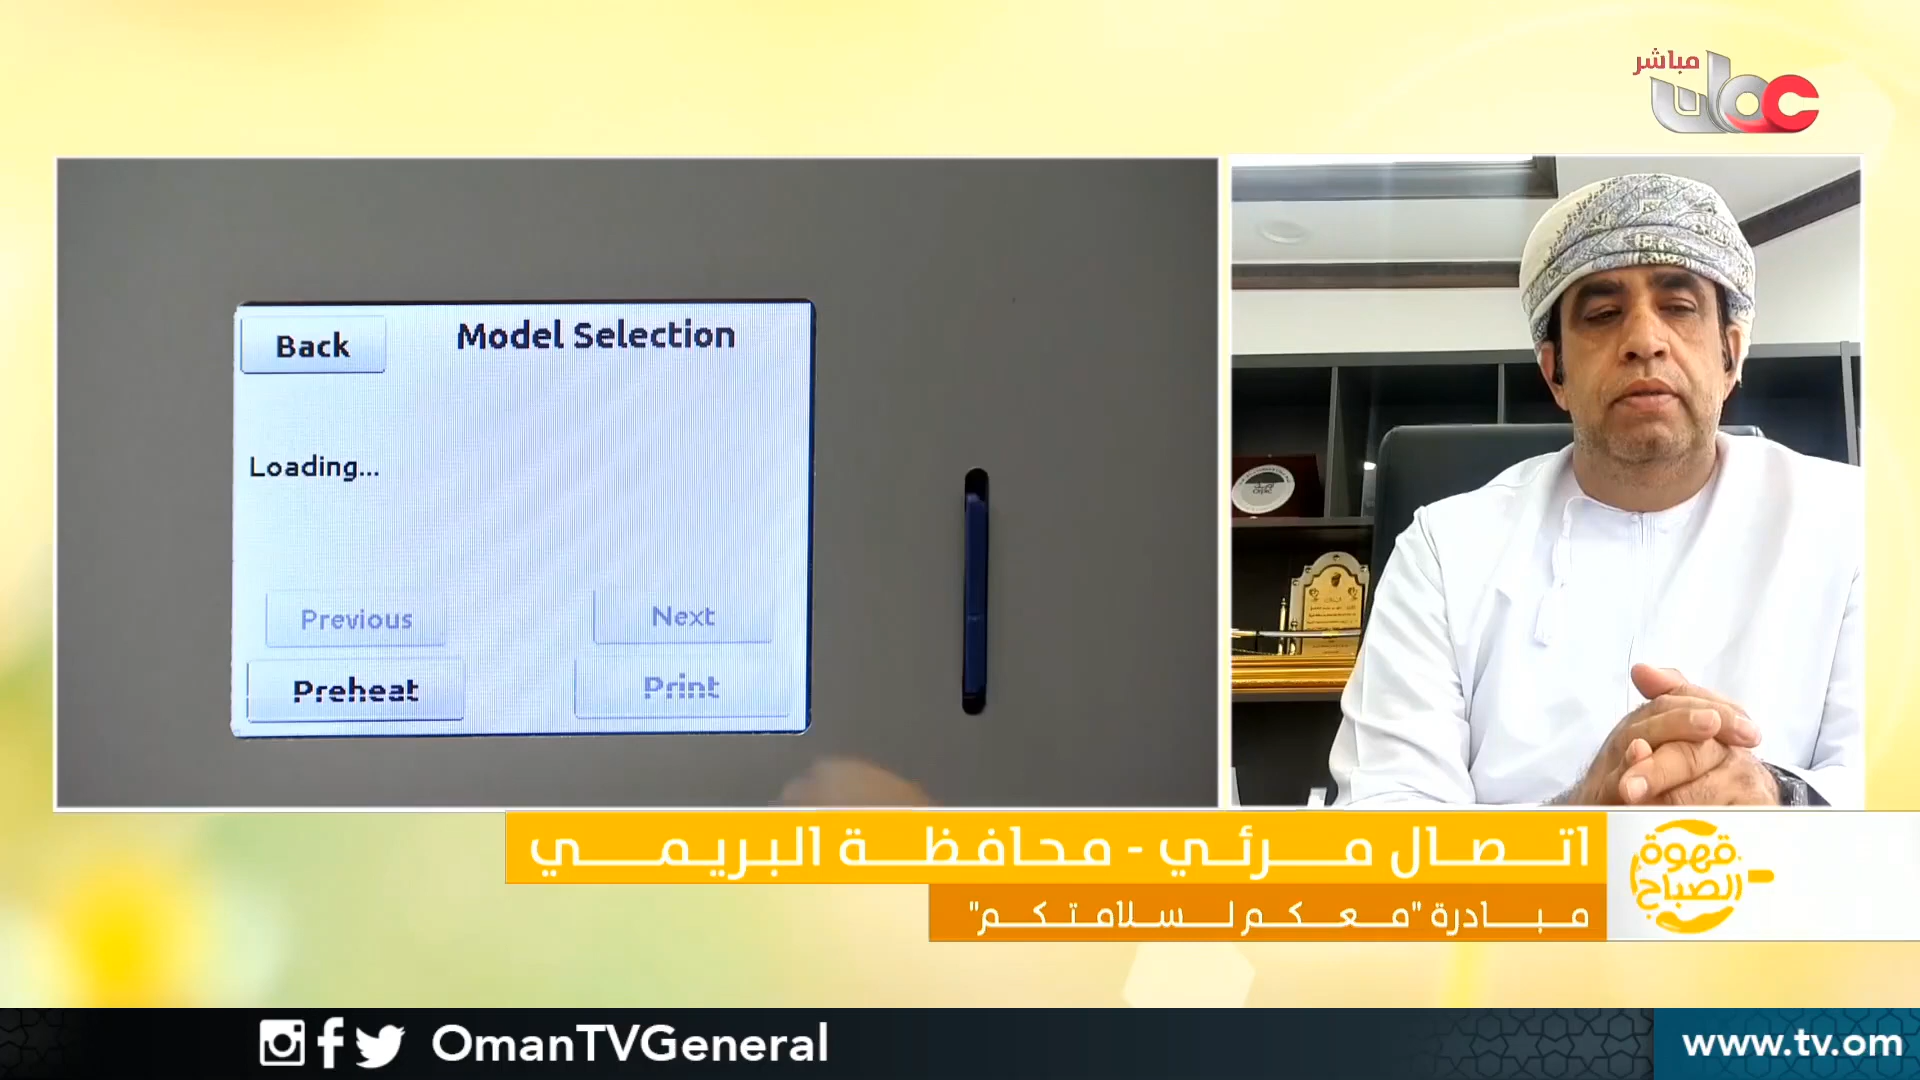 مباشر
عمان
Back
Model Selection
Loading...
Previous
Next
Preheat
Print
اتصال مرئي - محافظة البريمي
مبادرة "معكم لسلامتكم"
قهوة
الصباح
OmanTVGeneral
www.tv.om